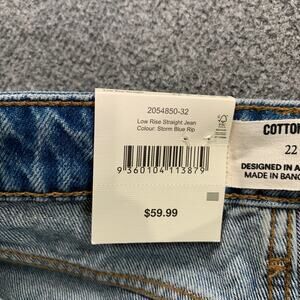 2054850-32
Low Rise Straight Jean
Colour: Storm Blue Rip
9 360104 113879
$59.99
COTTON
22
DESIGNED IN A
MADE IN BANG